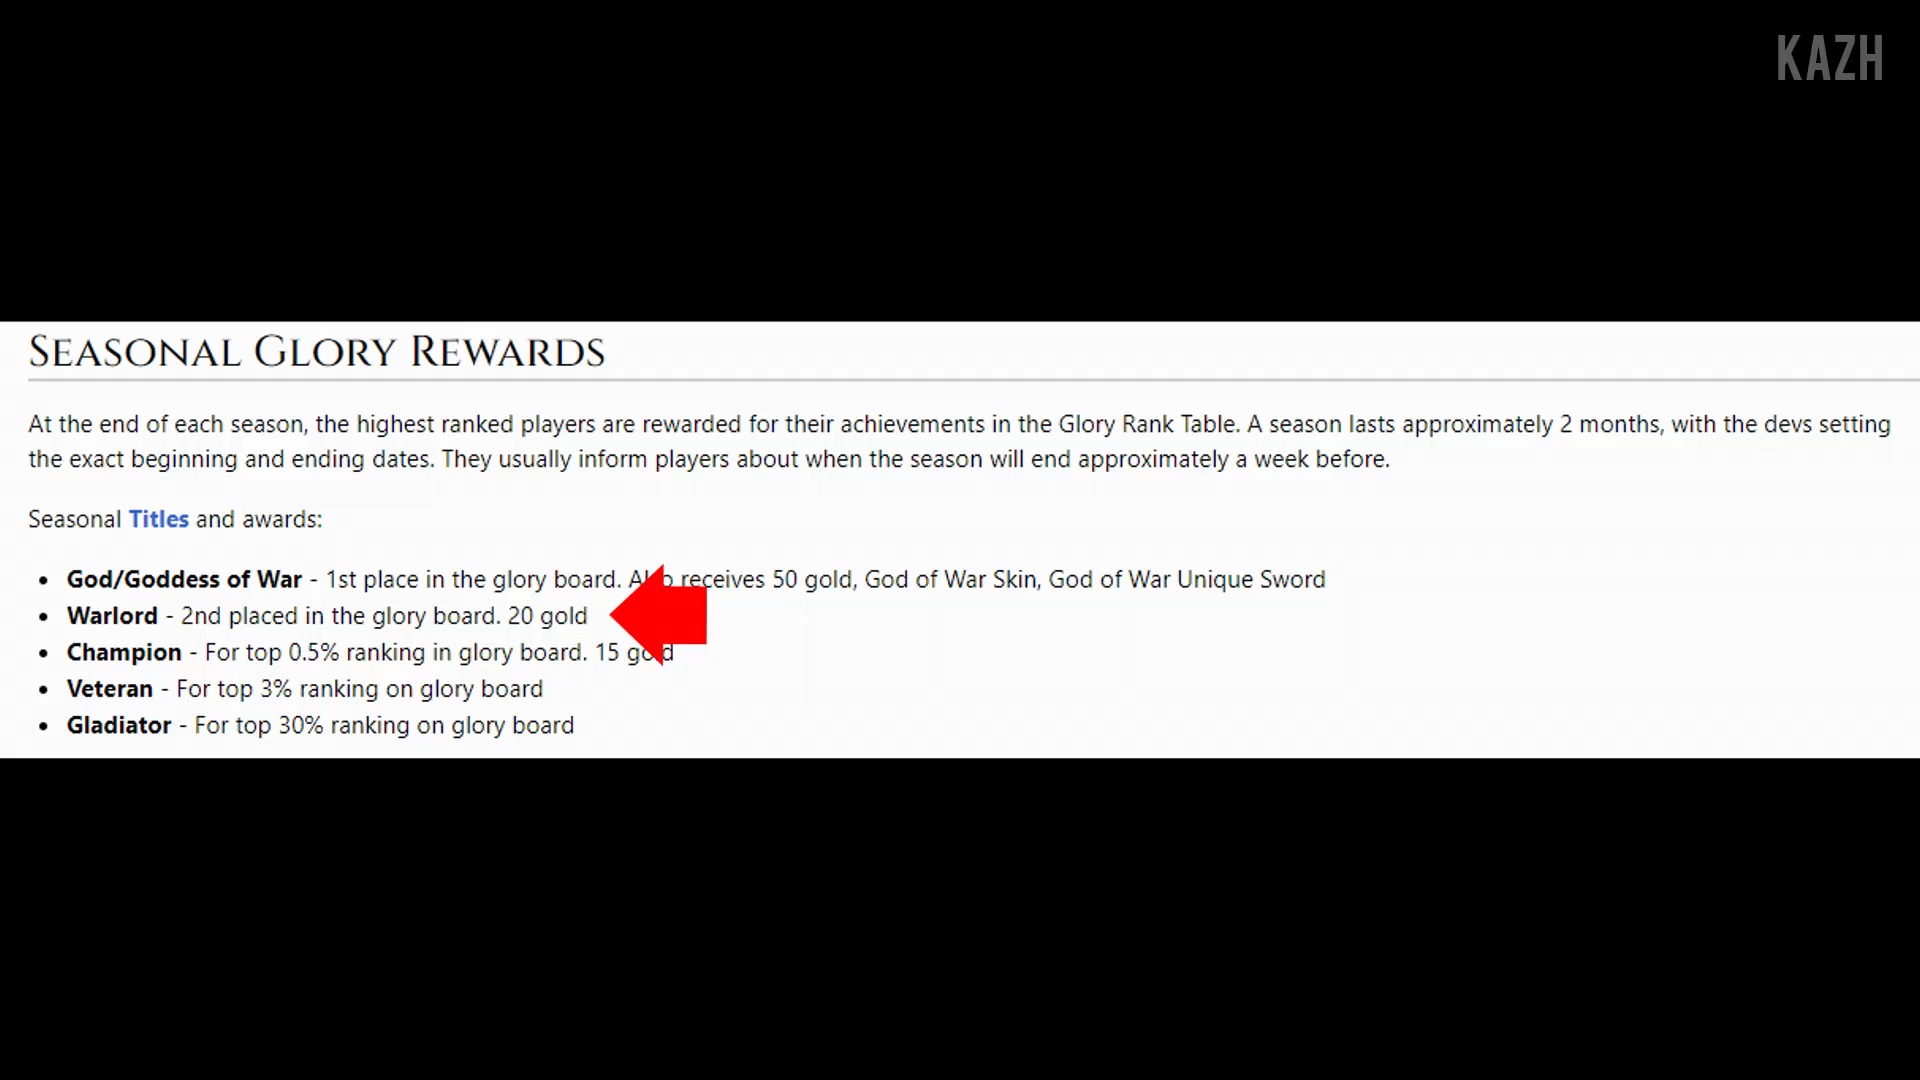 KAZH
SEASONAL GLORY REWARDS
At the end of each season, the highest ranked players are rewarded for their achievements in the Glory Rank Table. A season lasts approximately 2 months, with the devs setting
the exact beginning and ending dates. They usually inform players about when the season will end approximately a week before.
Seasonal Titles and awards:
• God/Goddess of War - 1st place in the glory board. Also receives 50 gold, God of War Skin, God of War Unique Sword
• Warlord - 2nd placed in the glory board. 20 gold
• Champion - For top 0.5% ranking in glory board. 15 gold
• Veteran - For top 3% ranking on glory board
• Gladiator - For top 30% ranking on glory board